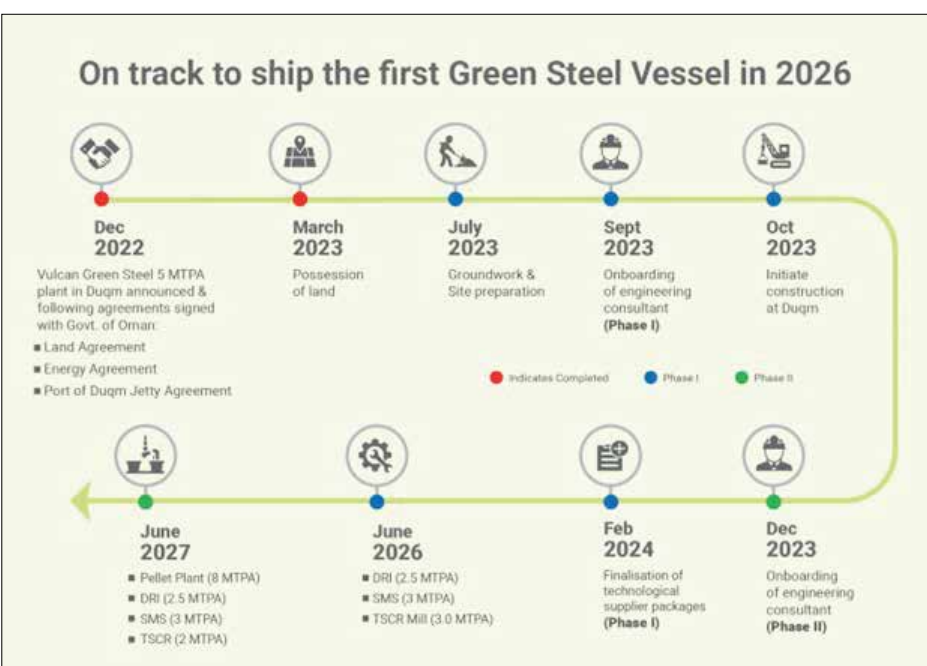 On track to ship the first Green Steel Vessel in 2026
Dec
2022
Vulcan Green Steel 5 MTPA
plant in Duqm announced &
following agreements signed
with Govt. of Oman:
■ Land Agreement
■ Energy Agreement
■ Port of Duqm Jetty Agreement
March
2023
Possession
of land
July
2023
Groundwork &
Site preparation
Sept
2023
Onboarding
of engineering
consultant
(Phase I)
Oct
2023
Initiate
construction
at Duqm
Indicates Completed
Phase I
Phase II
Dec
2023
Onboarding
of engineering
consultant
(Phase II)
Feb
2024
Finalisation of
technological
supplier packages
(Phase I)
June
2026
■ DRI (2.5 MTPA)
■ SMS (3 MTPA)
■ TSCR Mill (3.0 MTPA)
June
2027
■ Pellet Plant (8 MTPA)
■ DRI (2.5 MTPA)
■ SMS (3 MTPA)
■ TSCR (2 MTPA)